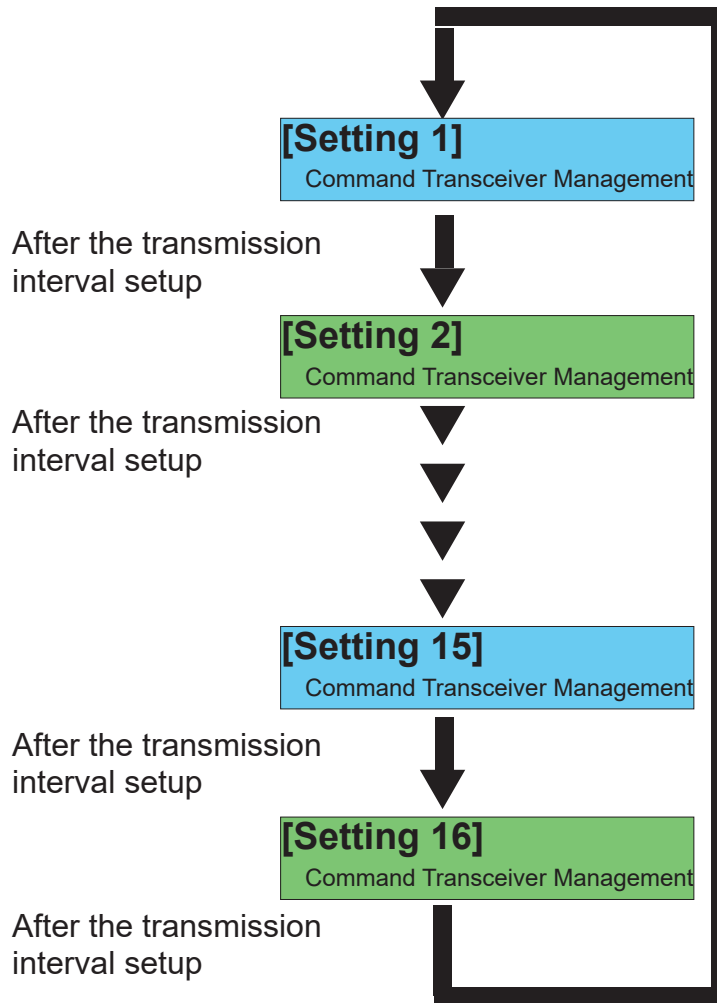 [Setting 1]
Command Transceiver Management
After the transmission
interval setup
[Setting 2]
Command Transceiver Management
After the transmission
interval setup
[Setting 15]
Command Transceiver Management
After the transmission
interval setup
[Setting 16]
Command Transceiver Management
After the transmission
interval setup